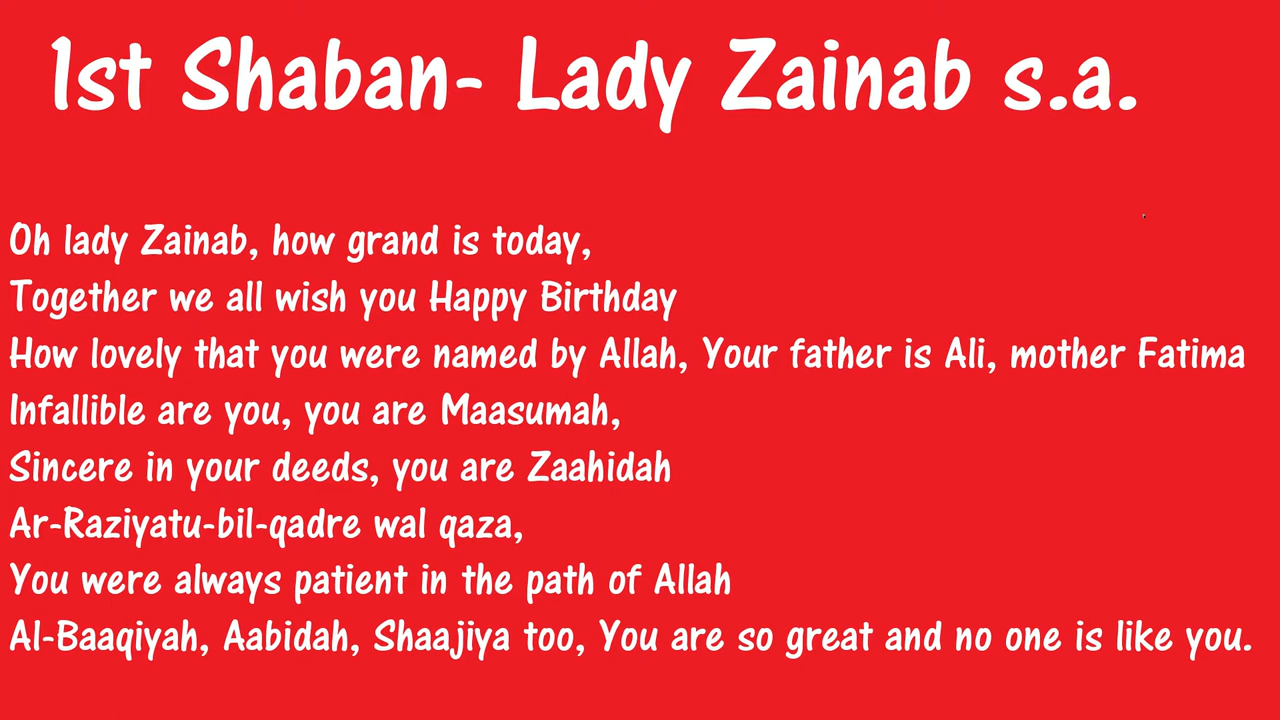 1st Shaban- Lady Zainab s.a.
Oh lady Zainab, how grand is today,
Together we all wish you Happy Birthday
How lovely that you were named by Allah, Your father is Ali, mother Fatima
Infallible are you, you are Maasumah,
Sincere in your deeds, you are Zaahidah
Ar-Raziyatu-bil-qadre wal qaza,
You were always patient in the path of Allah
Al-Baaqiyah, Aabidah, Shaajiya too, You are so great and no one is like you.